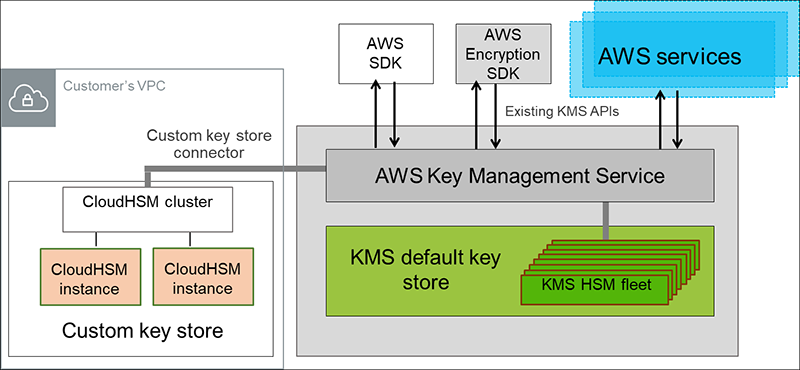 AWS
SDK
AWS
Encryption
SDK
AWS services
Customer's VPC
Existing KMS APIs
Custom key store
connector
AWS Key Management Service
CloudHSM cluster
CloudHSM
instance
CloudHSM
instance
Custom key store
KMS default key
store
KMS HSM fleet